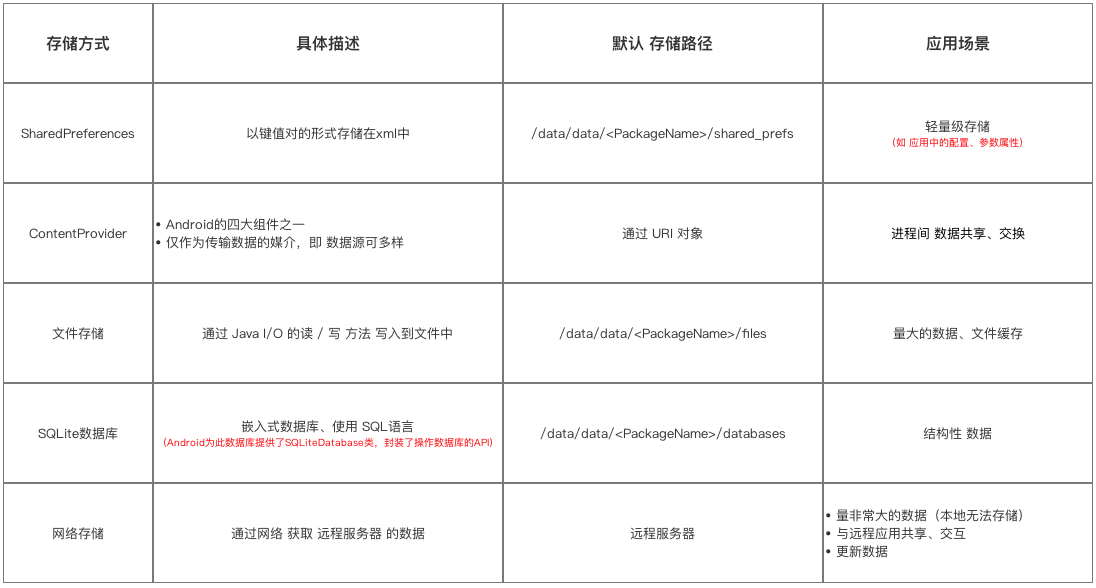 存储方式
具体描述
默认 存储路径
应用场景
SharedPreferences
以键值对的形式存储在xml中
/data/data/<PackageName>/shared_prefs
轻量级存储
(如 应用中的配置、参数属性)
ContentProvider
• Android的四大组件之一
• 仅作为传输数据的媒介，即 数据源可多样
通过 URI 对象
进程间 数据共享、交换
文件存储
通过 Java I/O 的读 / 写 方法 写入到文件中
/data/data/<PackageName>/files
量大的数据、文件缓存
SQLite数据库
嵌入式数据库、使用 SQL语言
(Android为此数据库提供了SQLiteDatabase类，封装了操作数据库的API)
/data/data/<PackageName>/databases
结构性 数据
网络存储
通过网络 获取 远程服务器 的数据
远程服务器
• 量非常大的数据（本地无法存储）
• 与远程应用共享、交互
• 更新数据